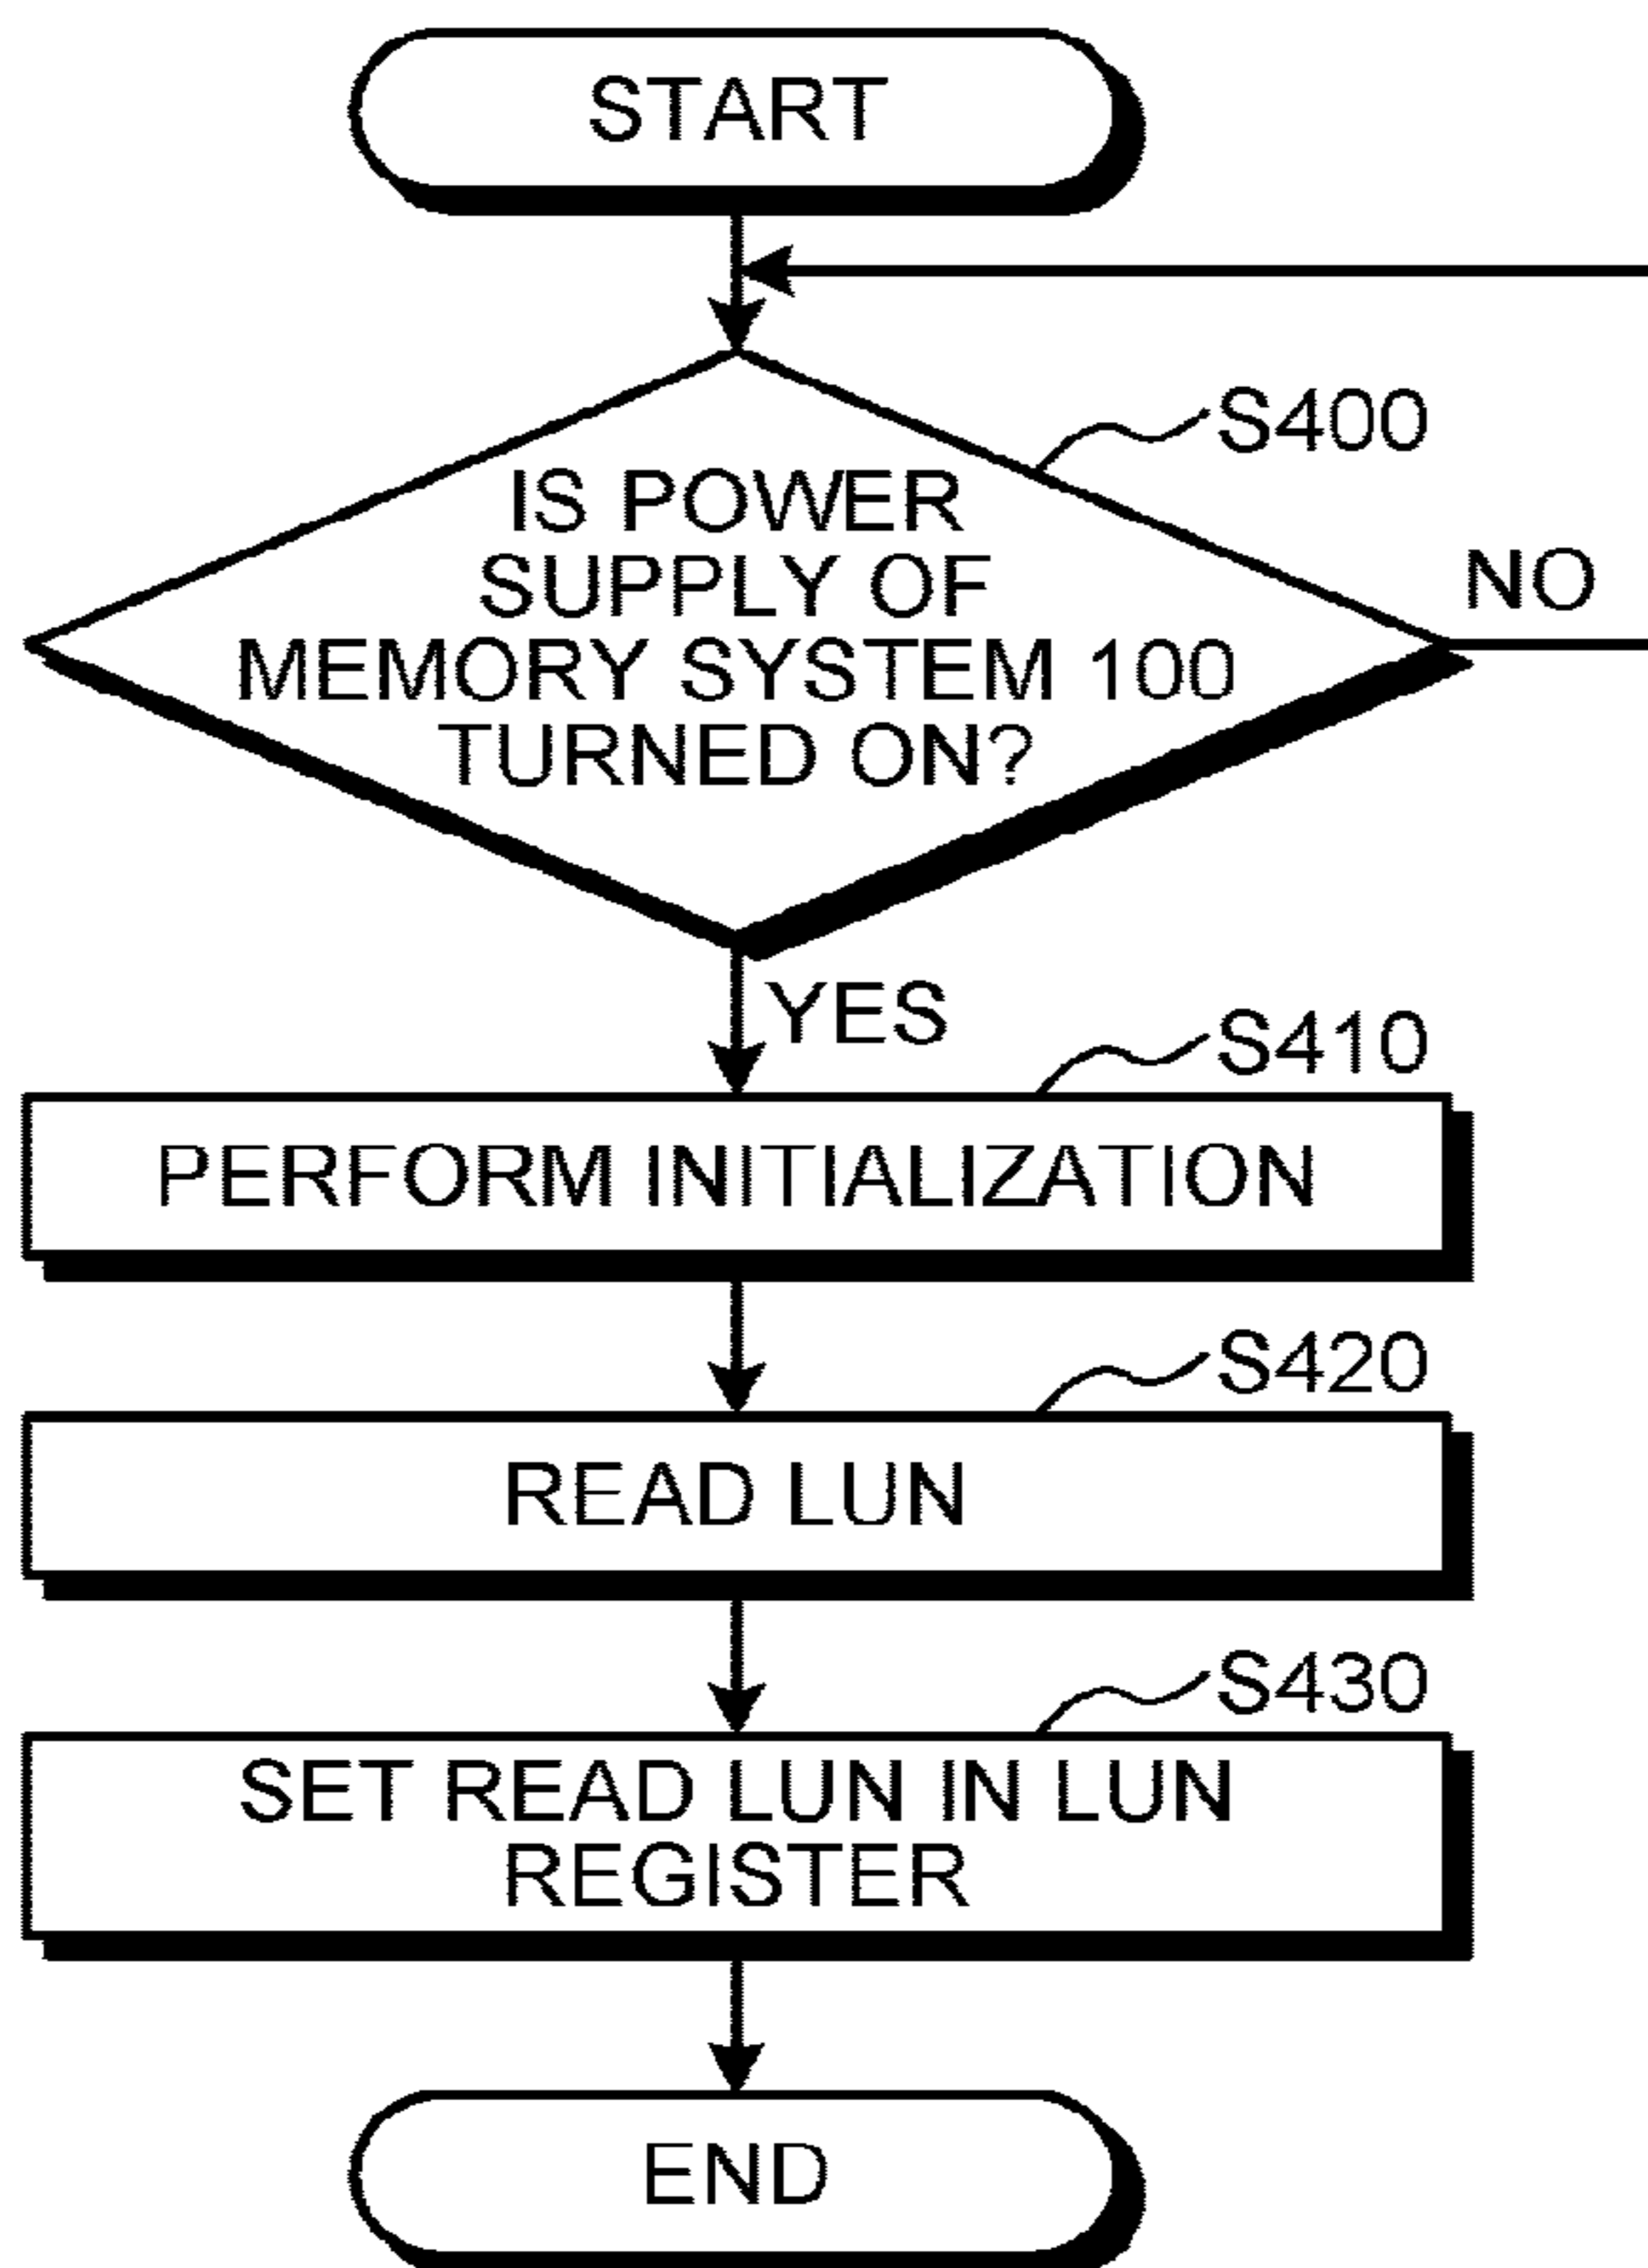 START
S400
IS POWER
SUPPLY OF
MEMORY SYSTEM 100
TURNED ON?
NO
YES
S410
PERFORM INITIALIZATION
S420
READ LUN
S430
SET READ LUN IN LUN
REGISTER
END